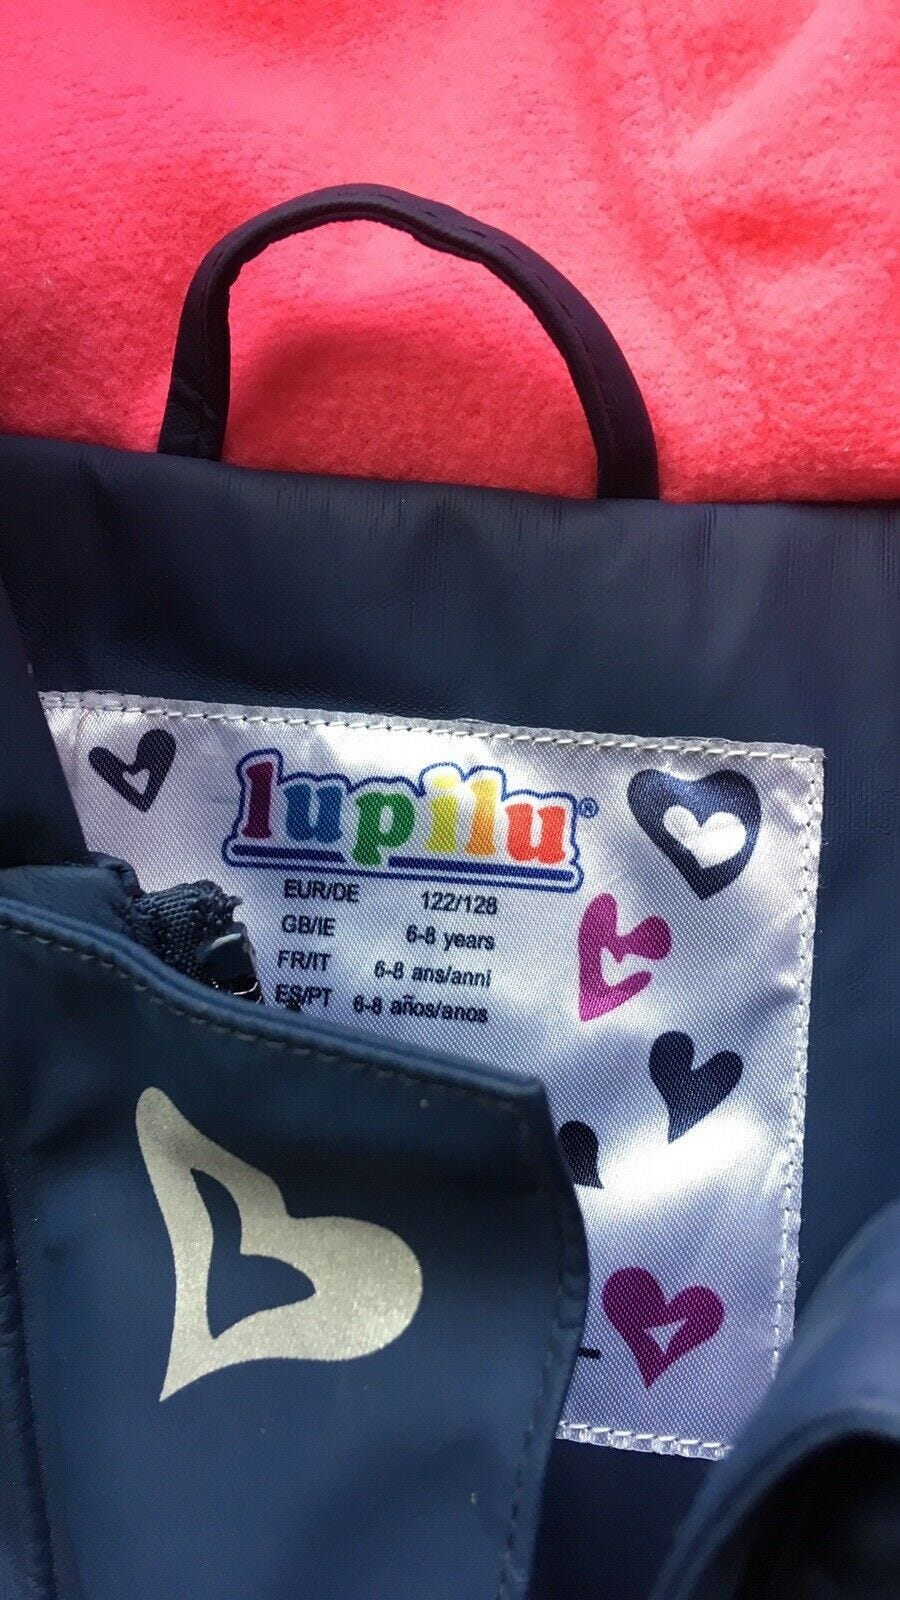 lupilu®
EUR/DE 122/128
GB/IE 6-8 years
FR/IT 6-8 ans/anni
ES/PT 6-8 años/anos